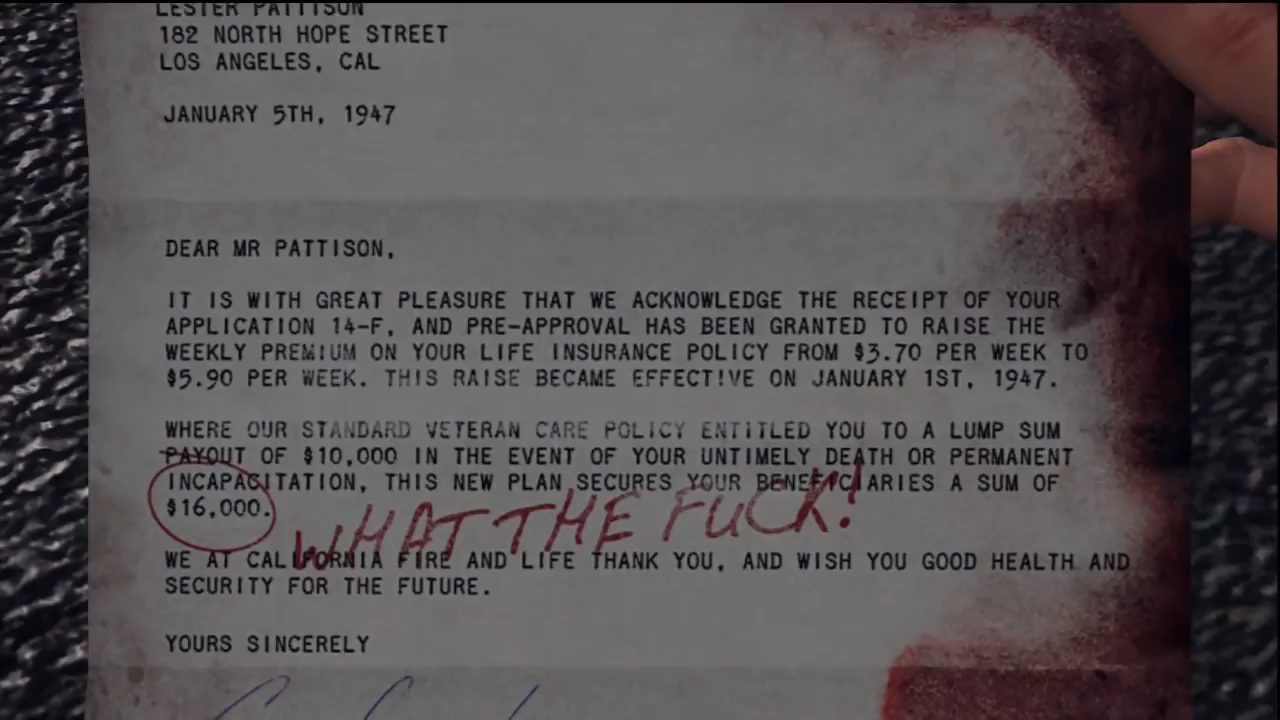 LESTER PATTISON
182 NORTH HOPE STREET
LOS ANGELES, CAL
JANUARY 5TH, 1947
DEAR MR PATTISON,
IT IS WITH GREAT PLEASURE THAT WE ACKNOWLEDGE THE RECEIPT OF YOUR
APPLICATION 14-F, AND PRE-APPROVAL HAS BEEN GRANTED TO RAISE THE
WEEKLY PREMIUM ON YOUR LIFE INSURANCE POLICY FROM $3.70 PER WEEK TO
$5.90 PER WEEK. THIS RAISE BECAME EFFECTIVE ON JANUARY 1ST, 1947.
WHERE OUR STANDARD VETERAN CARE POLICY ENTITLED YOU TO A LUMP SUM
PAYOUT OF $10,000 IN THE EVENT OF YOUR UNTIMELY DEATH OR PERMANENT
INCAPACITATION, THIS NEW PLAN SECURES YOUR BENEFICIARIES A SUM OF
$16,000.
WHAT THE FUCK!
WE AT CALIFORNIA FIRE AND LIFE THANK YOU, AND WISH YOU GOOD HEALTH AND
SECURITY FOR THE FUTURE.
YOURS SINCERELY